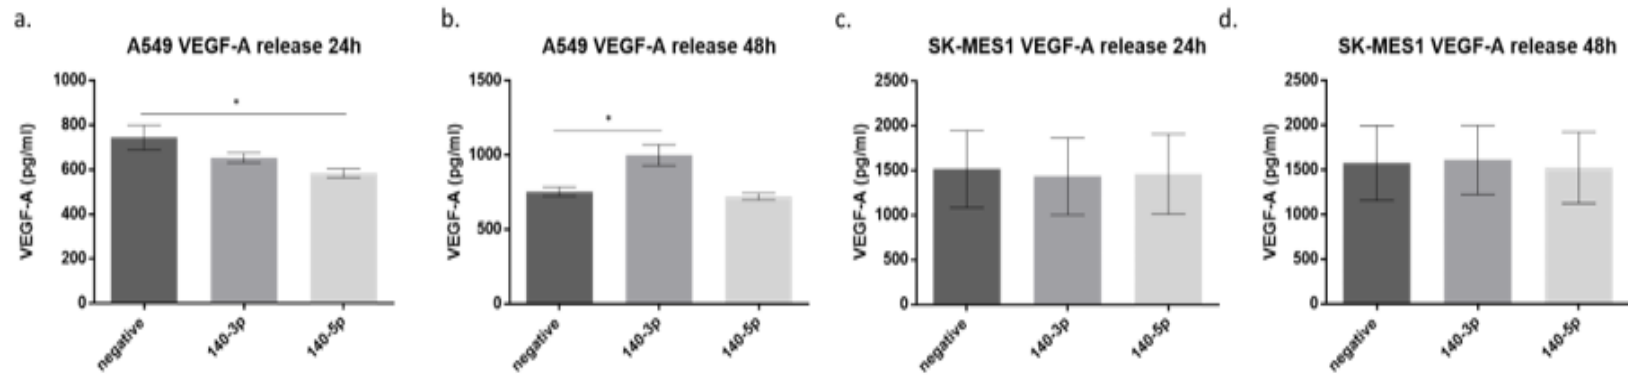 a.
A549 VEGF-A release 24h
VEGF-A (pg/ml)
1000
800
600
400
200
0
*
negative
140-3p
140-5p
b.
A549 VEGF-A release 48h
VEGF-A (pg/ml)
1500
1000
500
0
*
negative
140-3p
140-5p
c.
SK-MES1 VEGF-A release 24h
VEGF-A (pg/ml)
2500
2000
1500
1000
500
0
negative
140-3p
140-5p
d.
SK-MES1 VEGF-A release 48h
VEGF-A (pg/ml)
2500
2000
1500
1000
500
0
negative
140-3p
140-5p